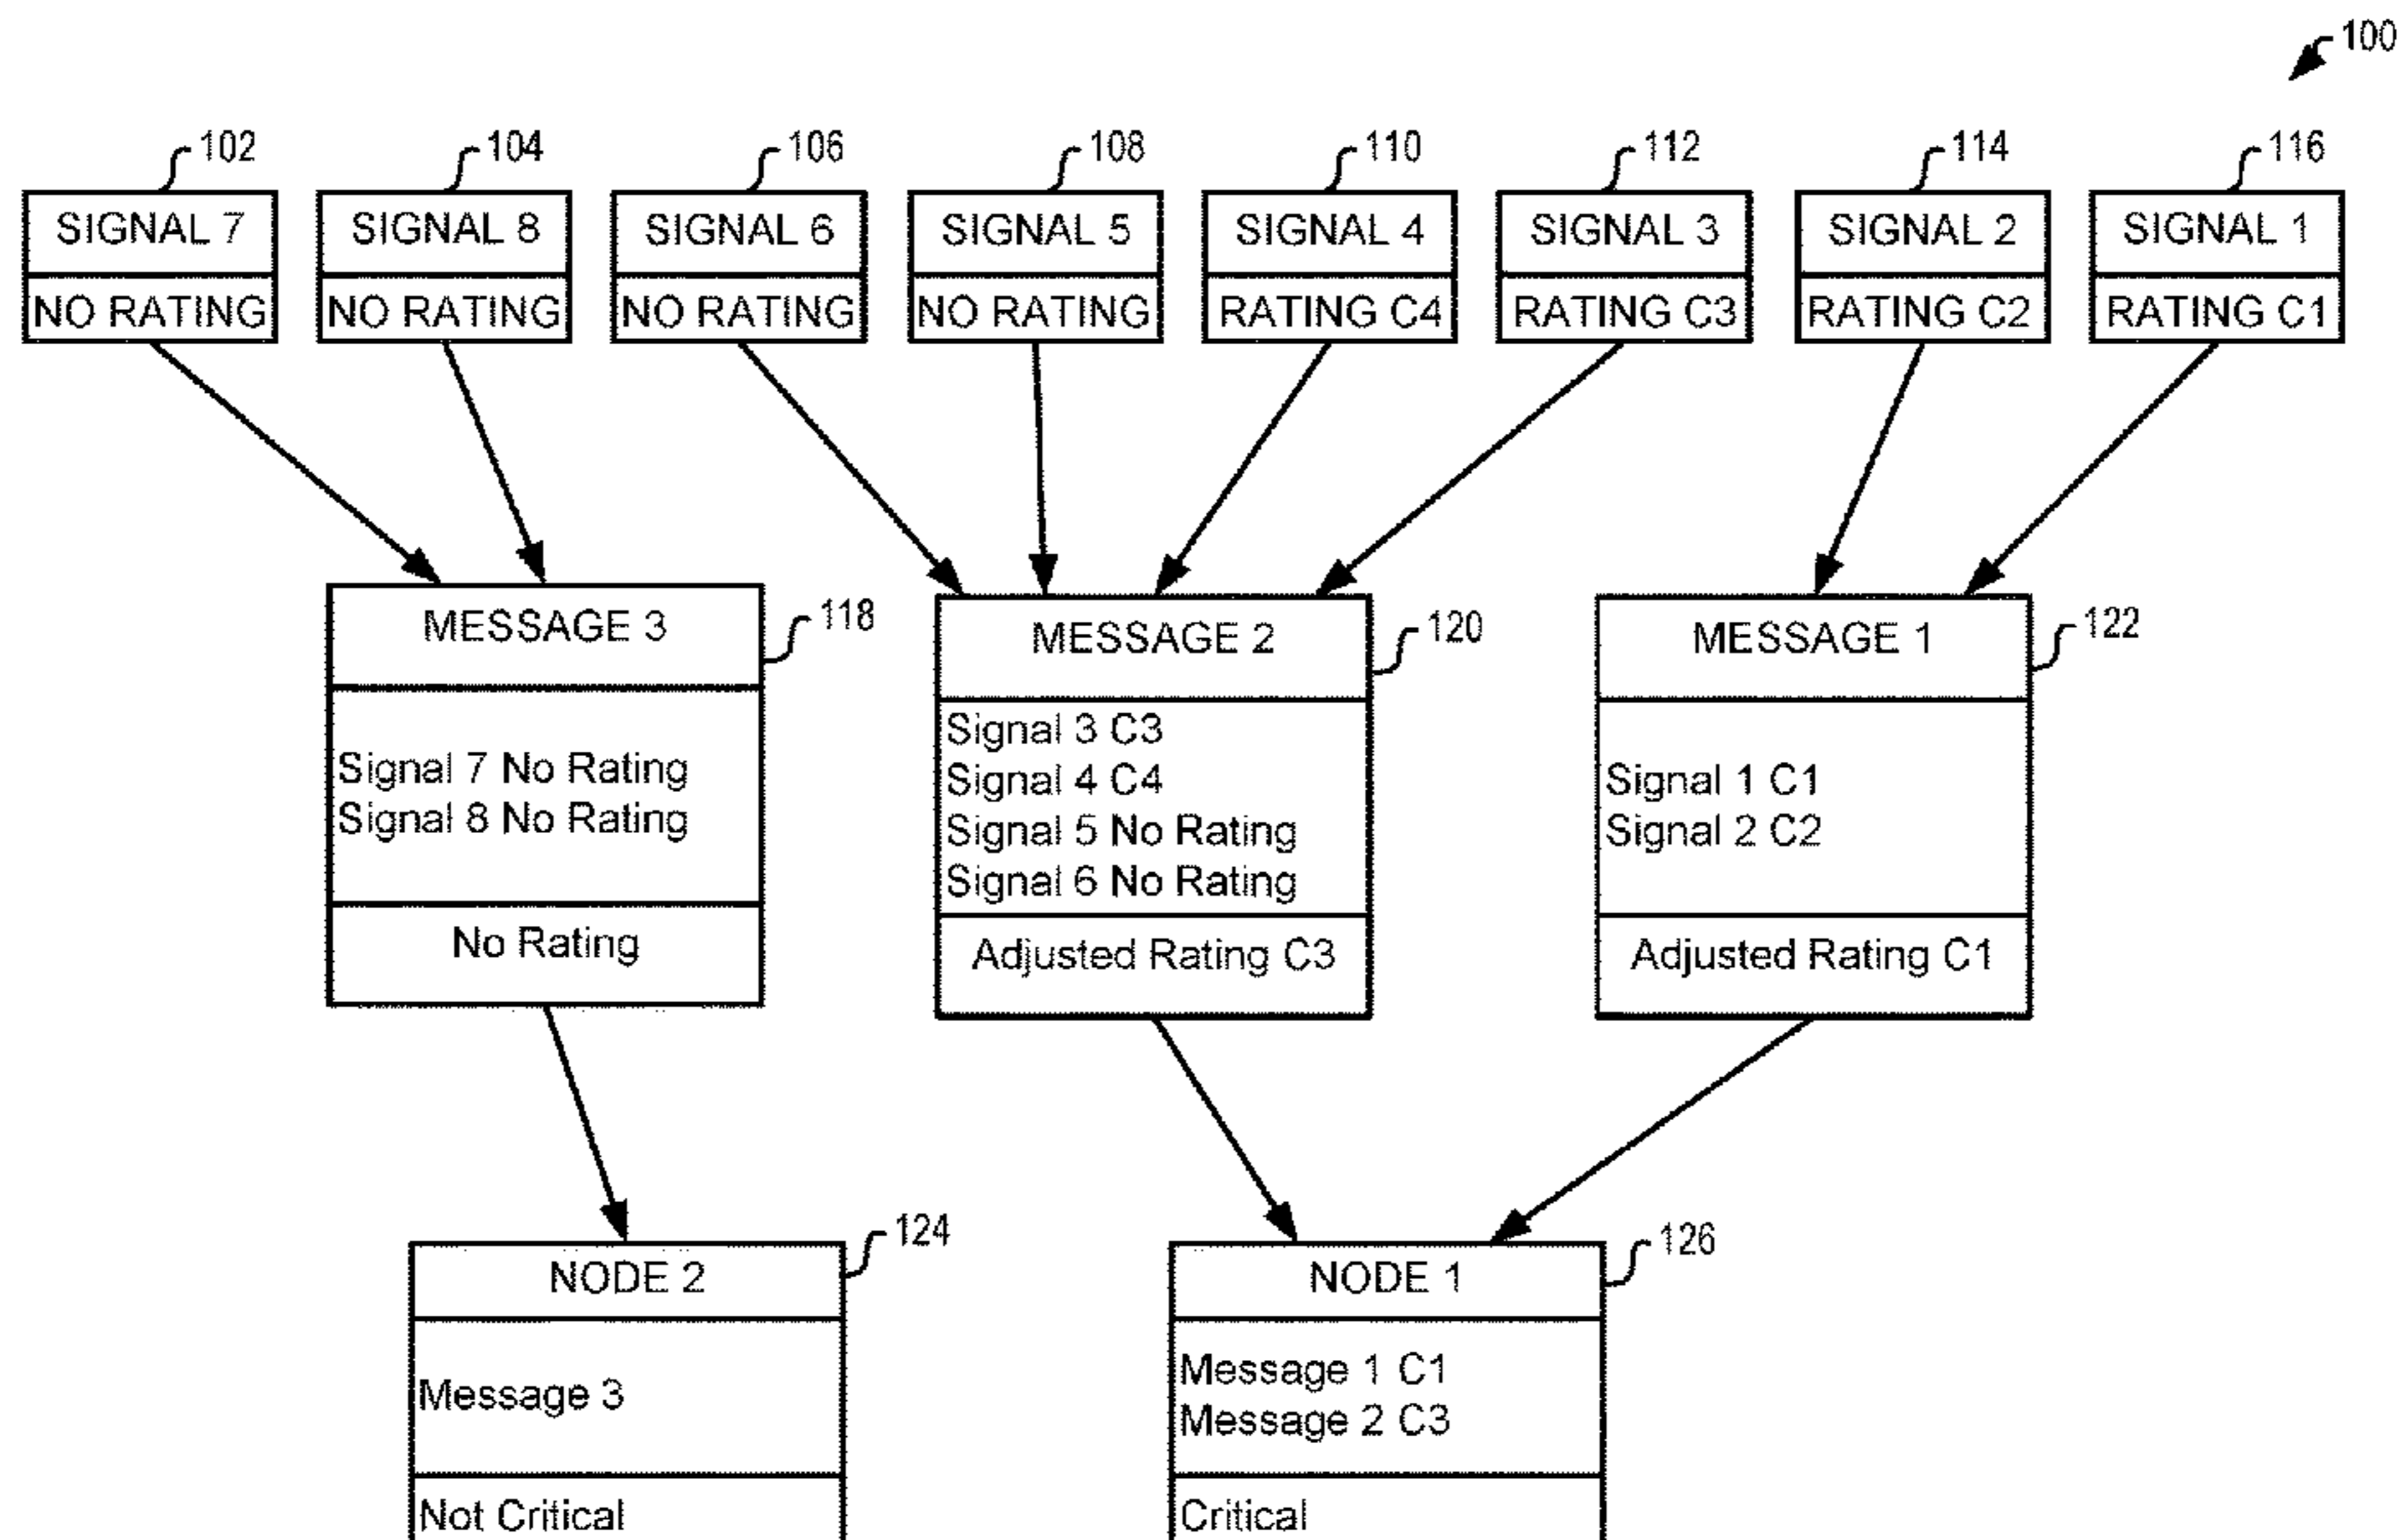 100
102
104
106
108
110
112
114
116
SIGNAL 7
NO RATING
SIGNAL 8
NO RATING
SIGNAL 6
NO RATING
SIGNAL 5
NO RATING
SIGNAL 4
RATING C4
SIGNAL 3
RATING C3
SIGNAL 2
RATING C2
SIGNAL 1
RATING C1
MESSAGE 3
118
Signal 7 No Rating
Signal 8 No Rating
No Rating
MESSAGE 2
120
Signal 3 C3
Signal 4 C4
Signal 5 No Rating
Signal 6 No Rating
Adjusted Rating C3
MESSAGE 1
122
Signal 1 C1
Signal 2 C2
Adjusted Rating C1
NODE 2
124
Message 3
Not Critical
NODE 1
126
Message 1 C1
Message 2 C3
Critical